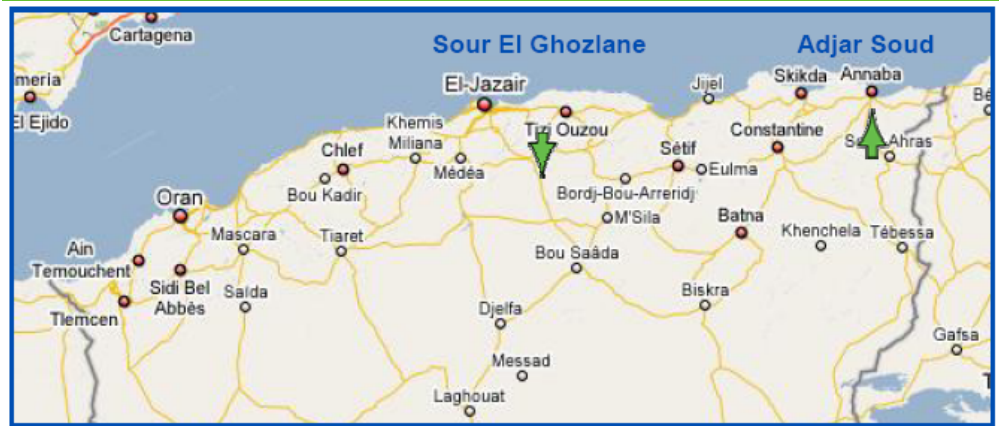 Cartagena
Sour El Ghozlane
Adjar Soud
meria
El Ejido
El-Jazair
Jijel
Skikda
Annaba
Bé
Khemis
Miliana
Tizi Ouzou
Constantine
Ahras
Chlef
Médéa
Sétif
Eulma
Bou Kadir
Bordj-Bou-Arreridj
Oran
M'Sila
Batna
Mascara
Tiaret
Khenchela
Tébessa
Ain
Temouchent
Bou Saâda
Sidi Bel
Abbès
Saïda
Biskra
Tlemcen
Djelfa
Gafsa
Messad
Laghouat